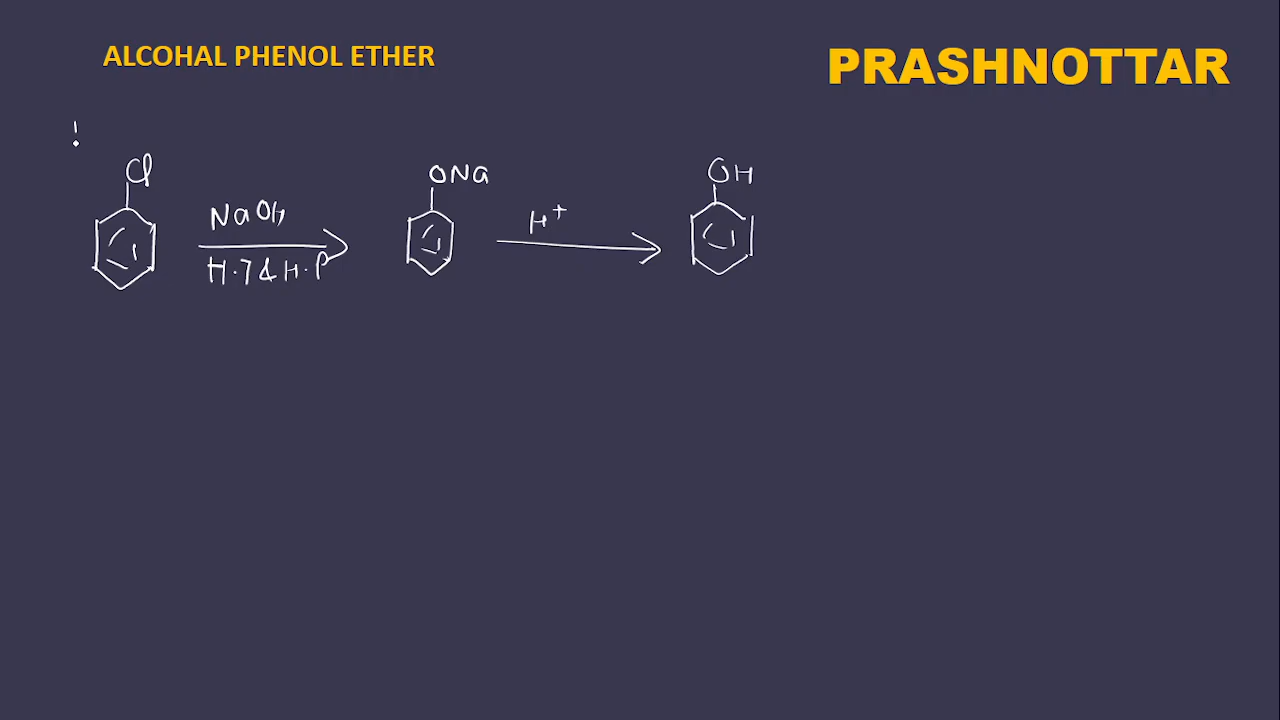 ALCOHAL PHENOL ETHER
PRASHNOTTAR
!
Cl
NaOH,
H.T & H.P
ONa
H+
OH